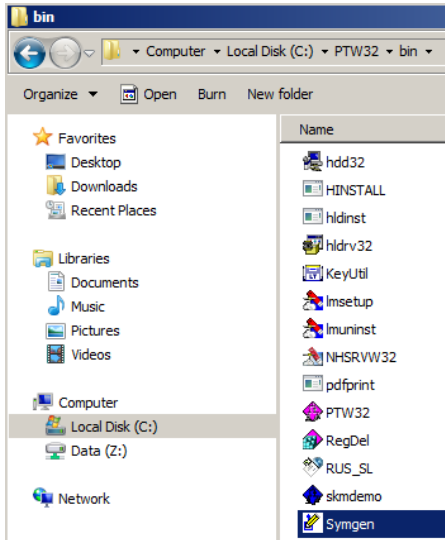 bin
Computer Local Disk (C:) PTW32 bin
Organize Open Burn New folder
Favorites
Desktop
Downloads
Recent Places
Libraries
Documents
Music
Pictures
Videos
Computer
Local Disk (C:)
Data (Z:)
Network
Name
hdd32
HINSTALL
hldinst
hldrv32
KeyUtil
lmsetup
lmuninst
NHSRVW32
pdfprint
PTW32
RegDel
RUS_SL
skmdemo
Symgen